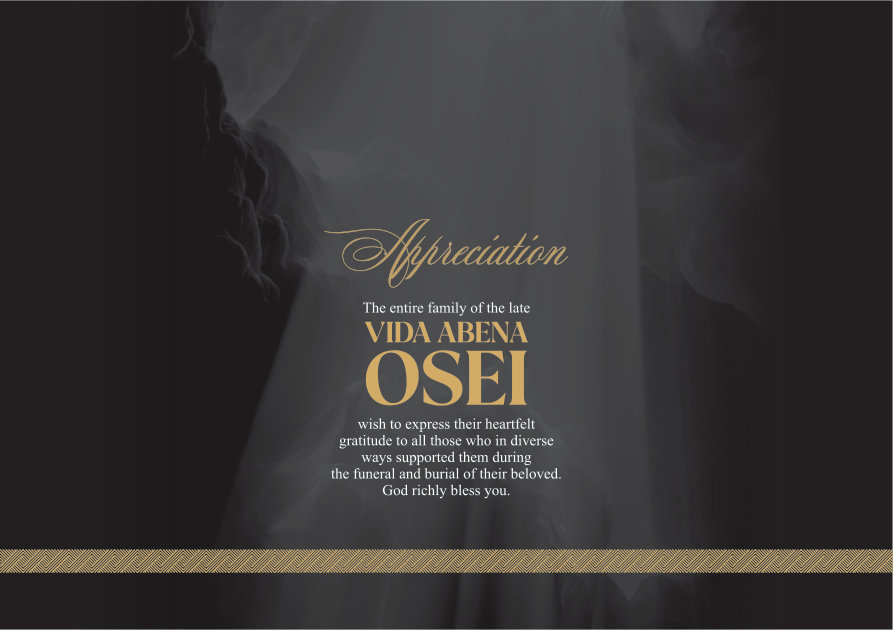 Appreciation
The entire family of the late
VIDA ABENA
OSEI
wish to express their heartfelt
gratitude to all those who in diverse
ways supported them during
the funeral and burial of their beloved.
God richly bless you.